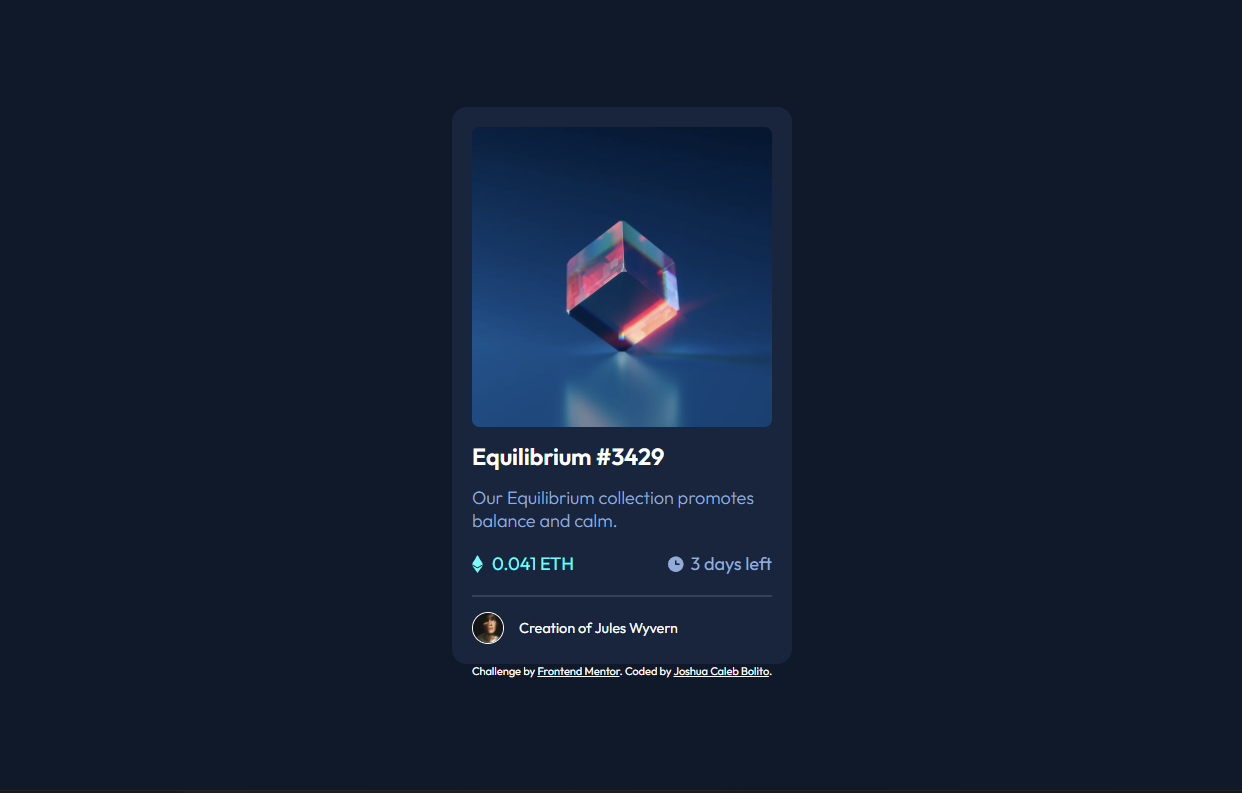 Equilibrium #3429
Our Equilibrium collection promotes
balance and calm.
0.041 ETH
3 days left
Creation of Jules Wyvern
Challenge by Frontend Mentor. Coded by Joshua Caleb Bolito.